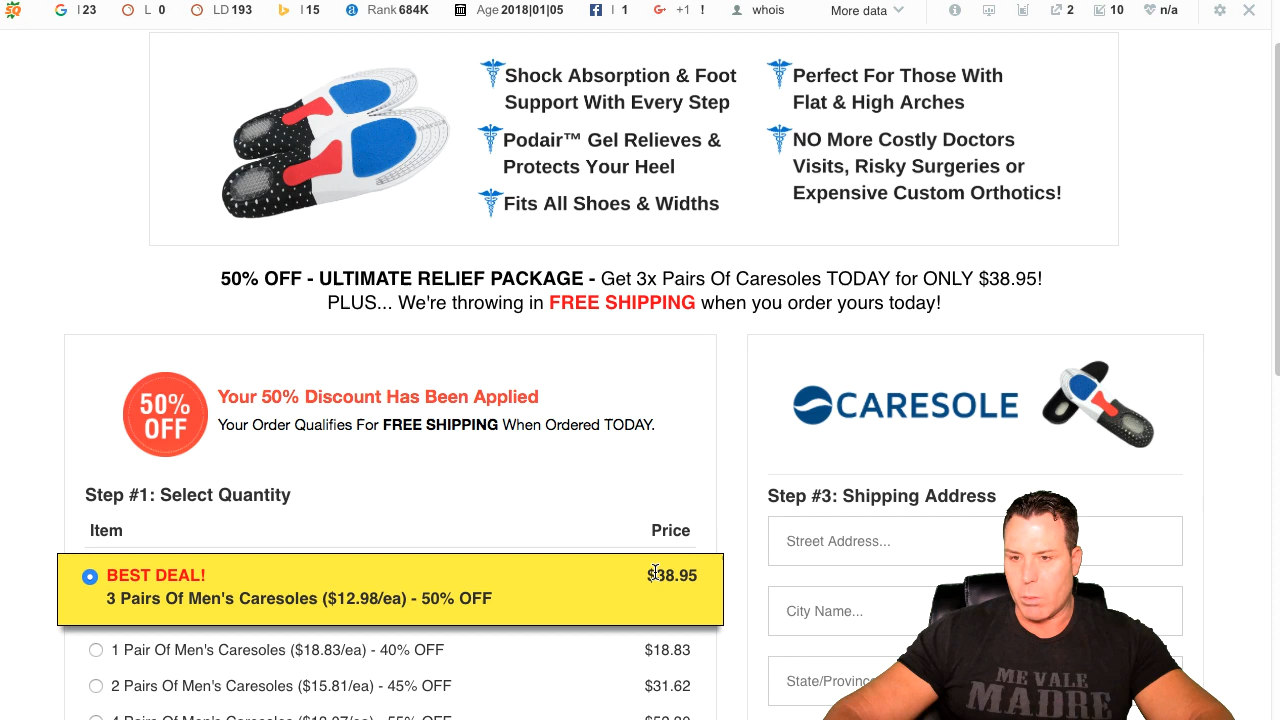 I 23 L 0 LD 193 I 15 Rank 684K Age 2018|01|05 I 1 +1 ! whois More data 2 10 n/a
Shock Absorption & Foot
Support With Every Step
Podair™ Gel Relieves &
Protects Your Heel
Fits All Shoes & Widths
Perfect For Those With
Flat & High Arches
NO More Costly Doctors
Visits, Risky Surgeries or
Expensive Custom Orthotics!
50% OFF - ULTIMATE RELIEF PACKAGE - Get 3x Pairs Of Caresoles TODAY for ONLY $38.95!
PLUS... We're throwing in FREE SHIPPING when you order yours today!
50%
OFF
Your 50% Discount Has Been Applied
Your Order Qualifies For FREE SHIPPING When Ordered TODAY.
Step #1: Select Quantity
Item Price
BEST DEAL! $38.95
3 Pairs Of Men's Caresoles ($12.98/ea) - 50% OFF
1 Pair Of Men's Caresoles ($18.83/ea) - 40% OFF $18.83
2 Pairs Of Men's Caresoles ($15.81/ea) - 45% OFF $31.62
CARESOLE
Step #3: Shipping Address
Street Address...
City Name...
State/Provinc
ME VALE
MADRE